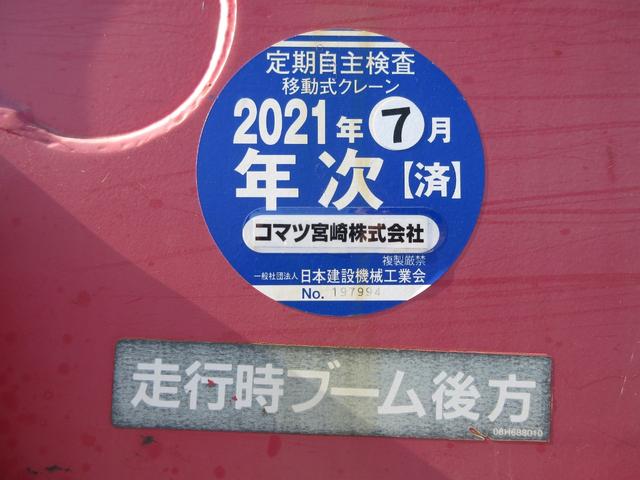 定期自主検査
移動式クレーン
2021年7月
年次【済】
コマツ宮崎株式会社
複製厳禁
一般社団法人 日本建設機械工業会
No. 197994
走行時ブーム後方
08H688010